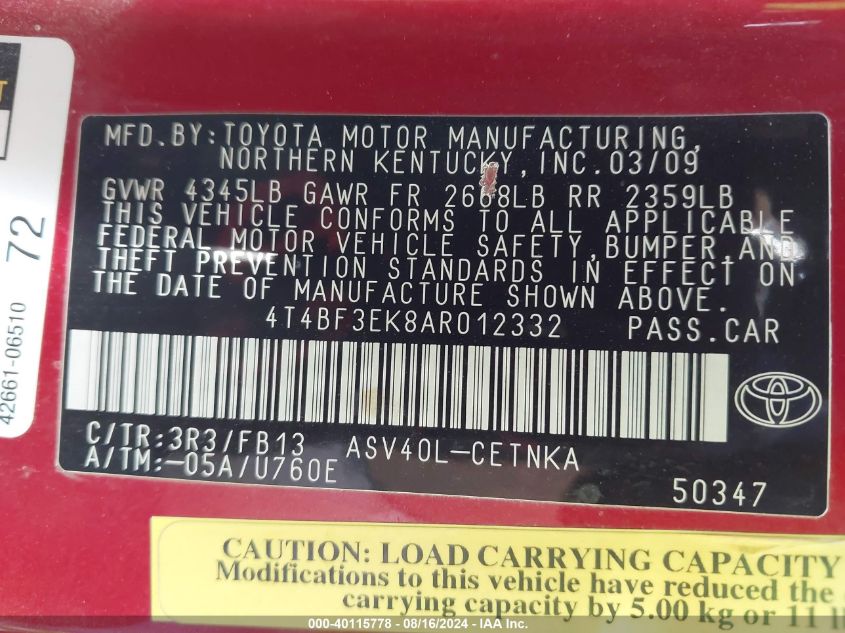 MFD.BY:TOYOTA MOTOR MANUFACTURING,
NORTHERN KENTUCKY,INC.03/09
GVWR 4345LB GAWR FR 2668LB RR 2359LB
THIS VEHICLE CONFORMS TO ALL APPLICABLE
FEDERAL MOTOR VEHICLE SAFETY,BUMPER,AND
THEFT PREVENTION STANDARDS IN EFFECT ON
THE DATE OF MANUFACTURE SHOWN ABOVE.
4T4BF3EK8AR012332 PASS.CAR
C/TR:3R3/FB13 ASV40L-CETNKA
A/TM:-05A/U760E
50347
42661-06510 72
CAUTION: LOAD CARRYING CAPACITY
Modifications to this vehicle have reduced the
carrying capacity by 5.00 kg or 11
000-40115778 - 08/16/2024 - IAAI